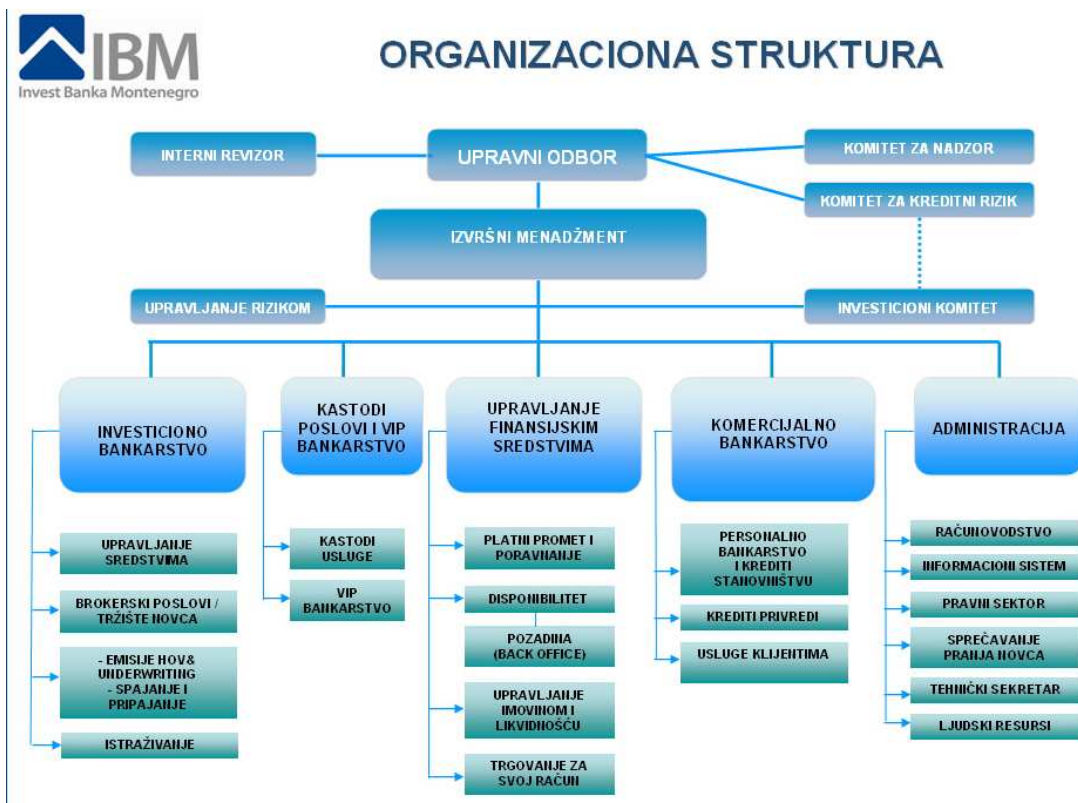 IBM
Invest Banka Montenegro
ORGANIZACIONA STRUKTURA
INTERNI REVIZOR
UPRAVNI ODBOR
KOMITET ZA NADZOR
KOMITET ZA KREDITNI RIZIK
IZVRŠNI MENADŽMENT
UPRAVLJANJE RIZIKOM
INVESTICIONI KOMITET
INVESTICIONO
BANKARSTVO
KASTODI
POSLOVI I VIP
BANKARSTVO
UPRAVLJANJE
FINANSIJSKIM
SREDSTVIMA
KOMERCIJALNO
BANKARSTVO
ADMINISTRACIJA
UPRAVLJANJE
SREDSTVIMA
BROKERSKI POSLOVI /
TRŽIŠTE NOVCA
- EMISIJE HOV&
UNDERWRITING
- SPAJANJE I
PRIPAJANJE
ISTRAŽIVANJE
KASTODI
USLUGE
VIP
BANKARSTVO
PLATNI PROMET I
PORAVNANJE
DISPONIBILITET
POZADINA
(BACK OFFICE)
UPRAVLJANJE
IMOVINOM I
LIKVIDNOŠĆU
TRGOVANJE ZA
SVOJ RAČUN
PERSONALNO
BANKARSTVO
I KREDITI
STANOVNIŠTVU
KREDITI PRIVREDI
USLUGE KLIJENTIMA
RAČUNOVODSTVO
INFORMACIONI SISTEM
PRAVNI SEKTOR
SPREČAVANJE
PRANJA NOVCA
TEHNIČKI SEKRETAR
LJUDSKI RESURSI